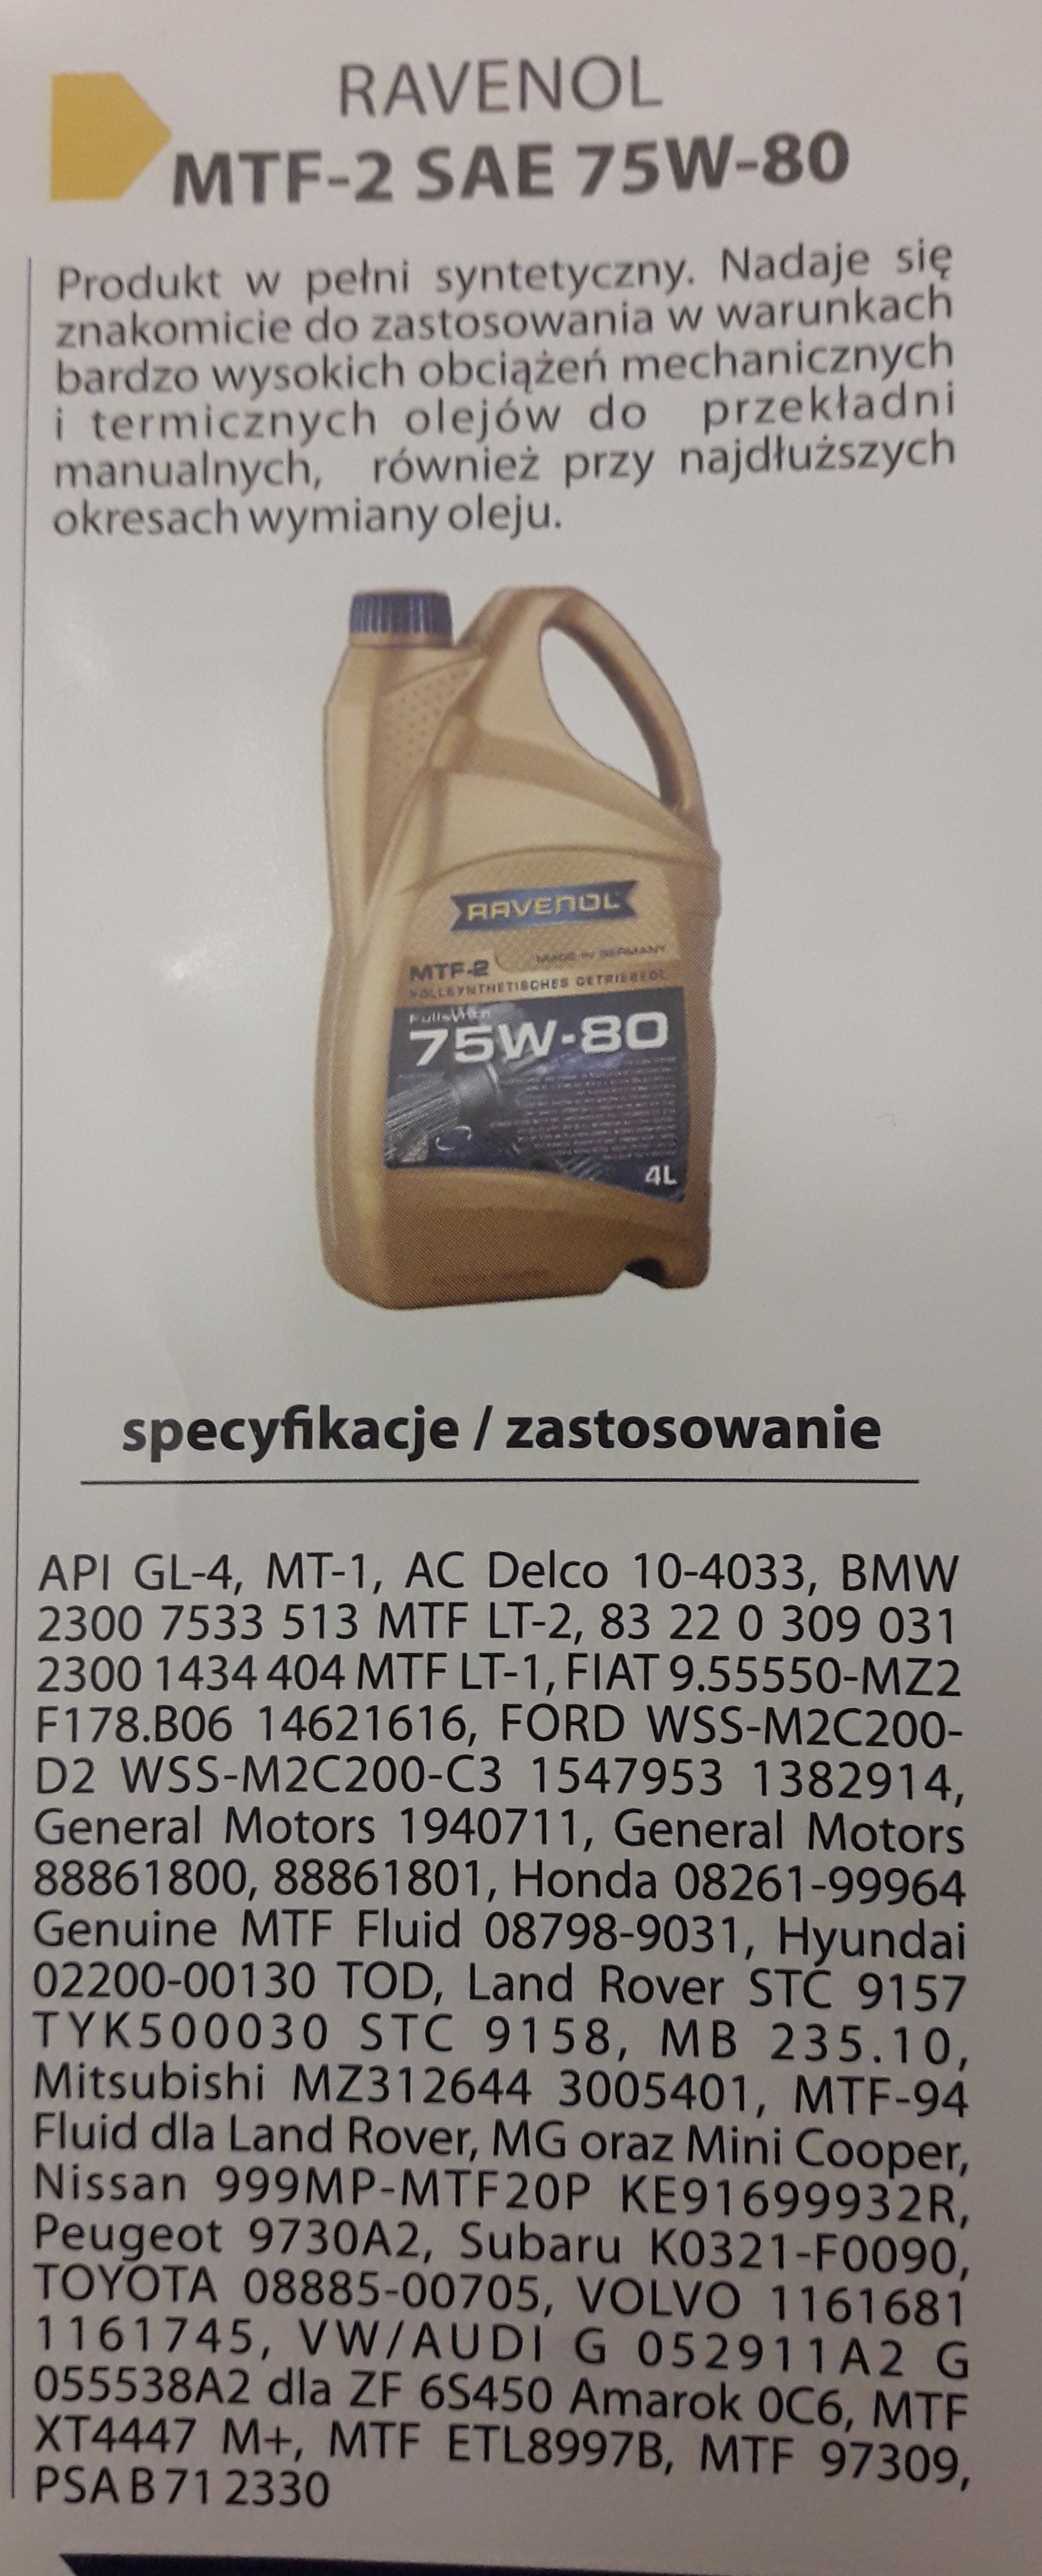 RAVENOL
MTF-2 SAE 75W-80
Produkt w pełni syntetyczny. Nadaje się
znakomicie do zastosowania w warunkach
bardzo wysokich obciążeń mechanicznych
i termicznych olejów do przekładni
manualnych, również przy najdłuższych
okresach wymiany oleju.
RAVENOL
MTF-2 MADE IN GERMANY
VOLLSYNTHETISCHES GETRIEBEÖL
75W-80
4L
specyfikacje / zastosowanie
API GL-4, MT-1, AC Delco 10-4033, BMW
2300 7533 513 MTF LT-2, 83 22 0 309 031
2300 1434 404 MTF LT-1, FIAT 9.55550-MZ2
F178.B06 14621616, FORD WSS-M2C200-
D2 WSS-M2C200-C3 1547953 1382914,
General Motors 1940711, General Motors
88861800, 88861801, Honda 08261-99964
Genuine MTF Fluid 08798-9031, Hyundai
02200-00130 TOD, Land Rover STC 9157
TYK500030 STC 9158, MB 235.10,
Mitsubishi MZ312644 3005401, MTF-94
Fluid dla Land Rover, MG oraz Mini Cooper,
Nissan 999MP-MTF20P KE91699932R,
Peugeot 9730A2, Subaru K0321-F0090,
TOYOTA 08885-00705, VOLVO 1161681
1161745, VW/AUDI G 052911A2 G
055538A2 dla ZF 6S450 Amarok 0C6, MTF
XT4447 M+, MTF ETL8997B, MTF 97309,
PSA B 71 2330